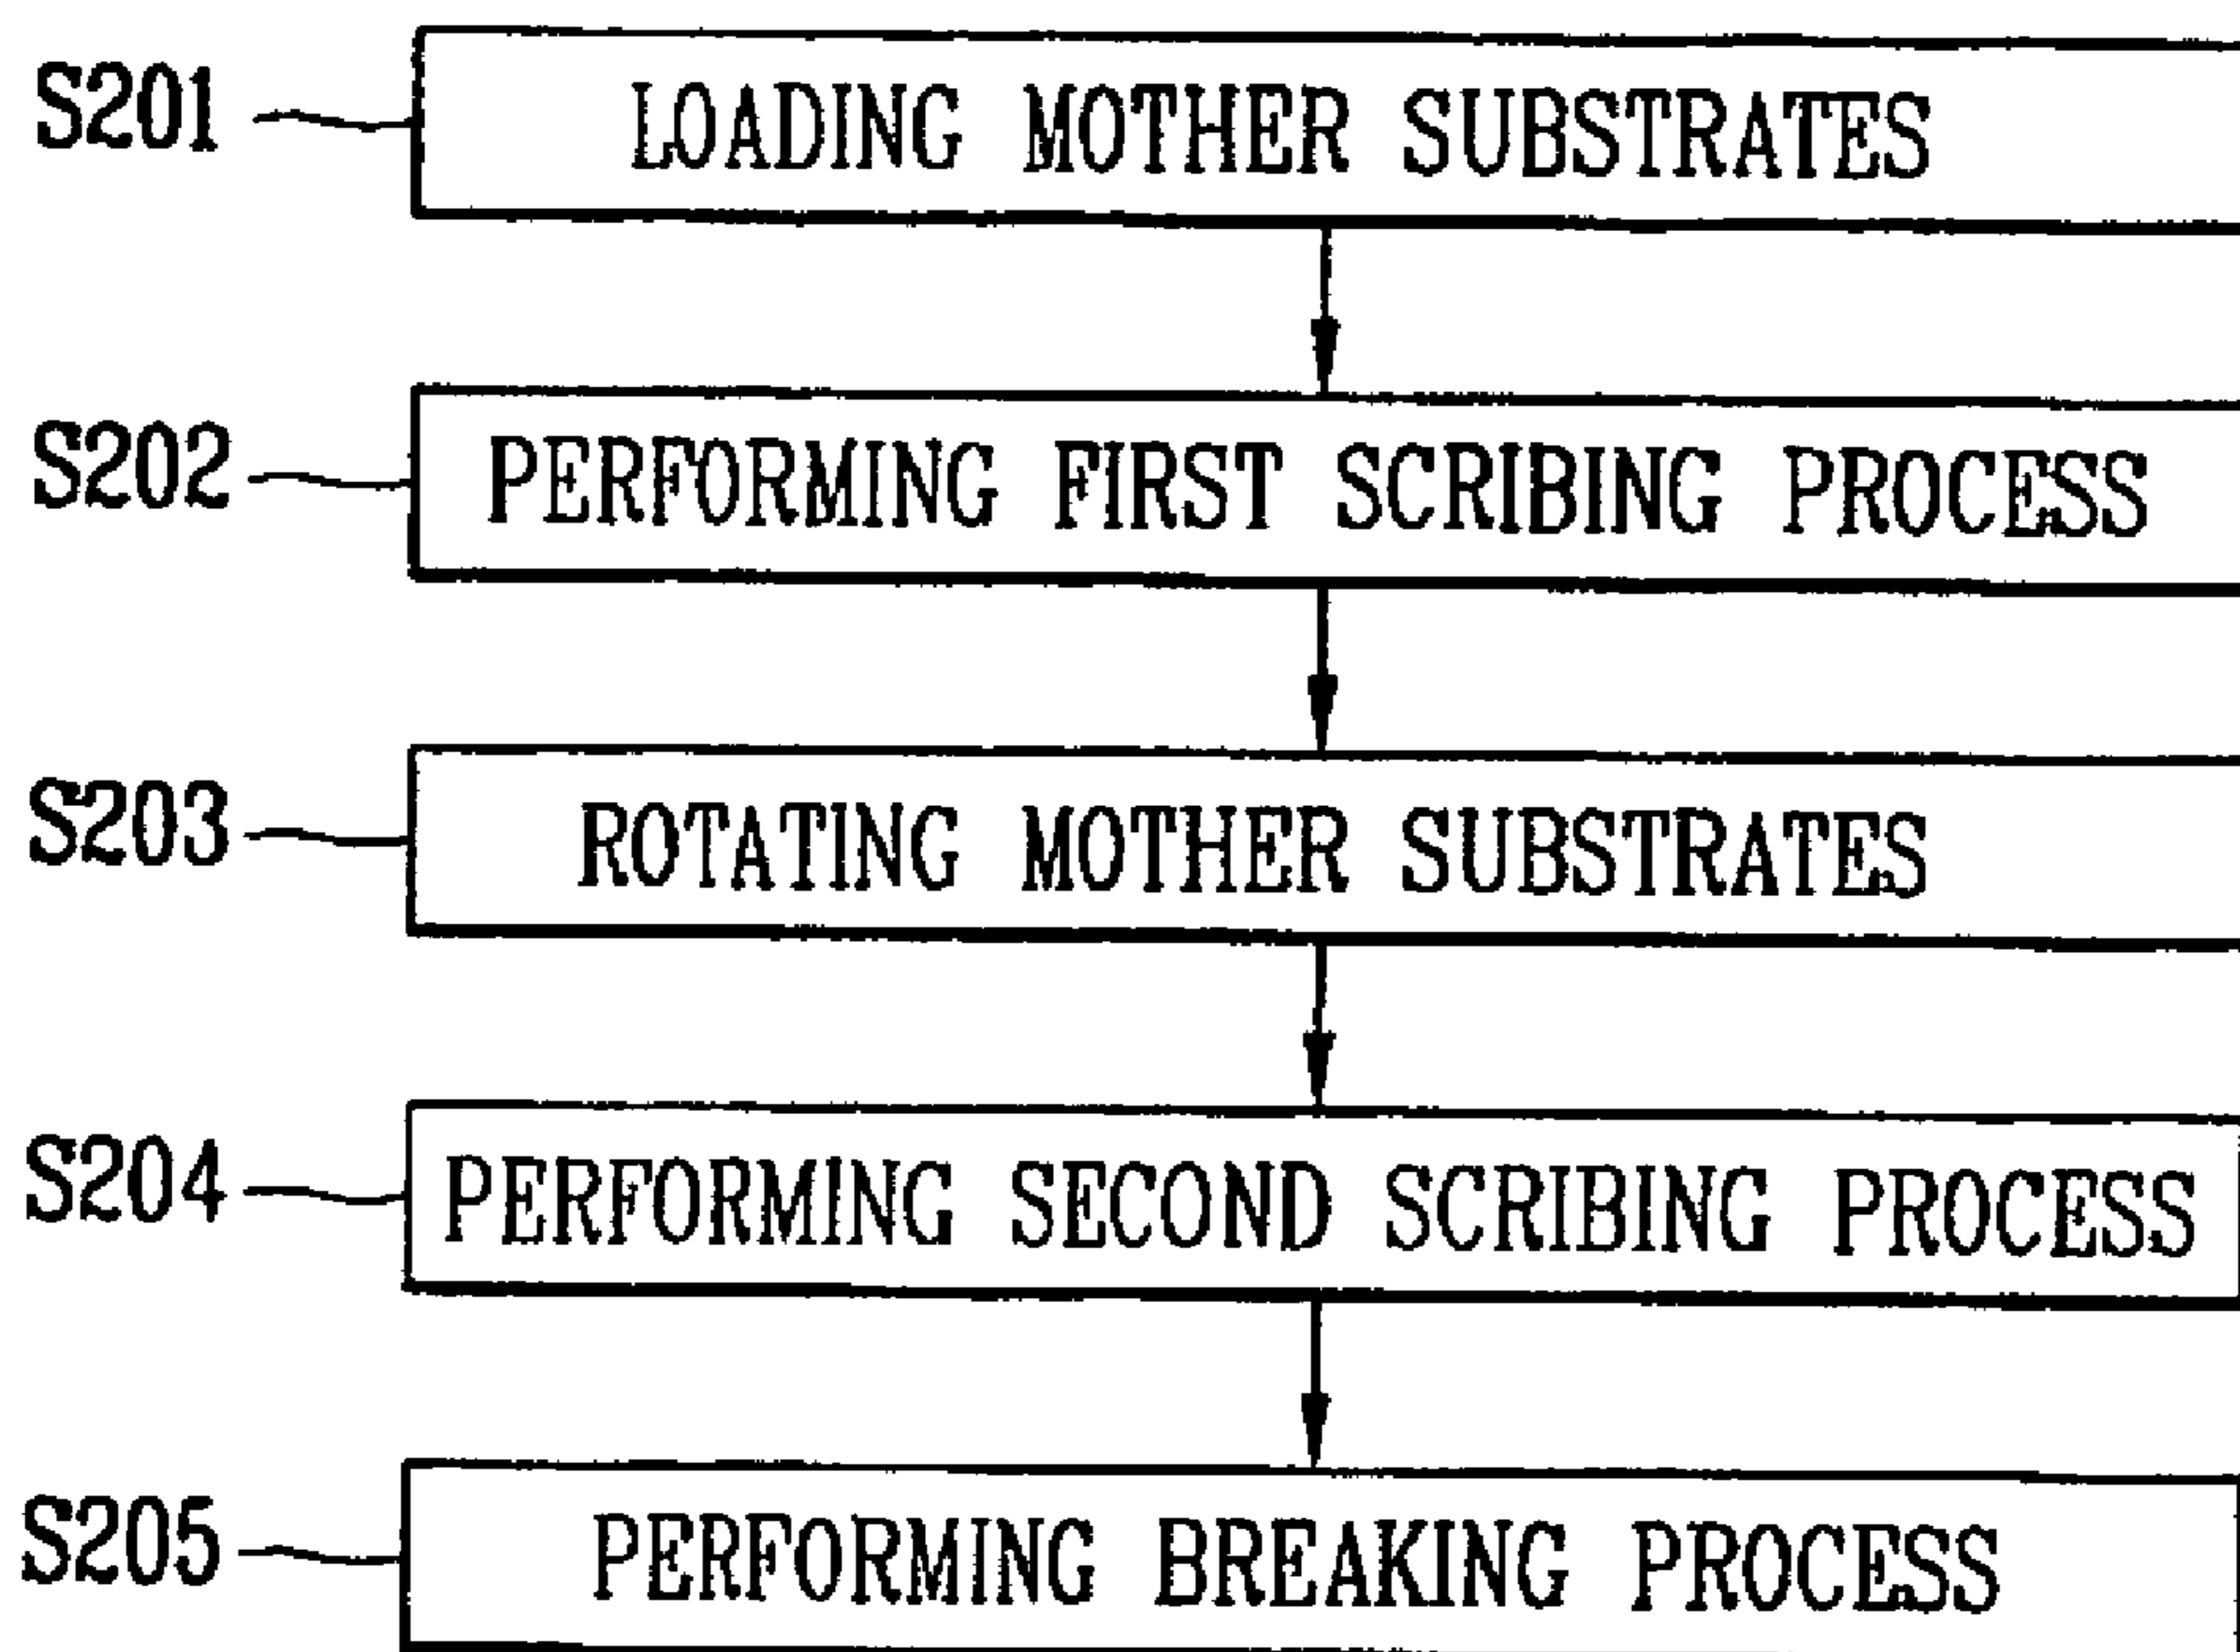 S201 LOADING MOTHER SUBSTRATES
S202 PERFORMING FIRST SCRIBING PROCESS
S203 ROTATING MOTHER SUBSTRATES
S204 PERFORMING SECOND SCRIBING PROCESS
S205 PERFORMING BREAKING PROCESS